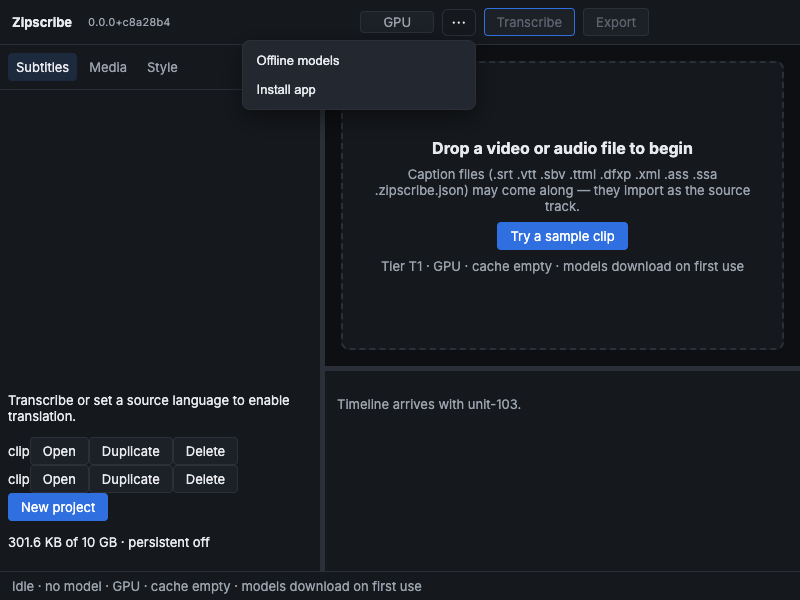 Zipscribe 0.0.0+c8a28b4 GPU ··· Transcribe Export
Offline models
Install app
Subtitles Media Style
Drop a video or audio file to begin
Caption files (.srt .vtt .sbv .ttml .dfxp .xml .ass .ssa
.zipscribe.json) may come along — they import as the source
track.
Try a sample clip
Tier T1 · GPU · cache empty · models download on first use
Transcribe or set a source language to enable
translation.
clip Open Duplicate Delete
clip Open Duplicate Delete
New project
301.6 KB of 10 GB · persistent off
Timeline arrives with unit-103.
Idle · no model · GPU · cache empty · models download on first use